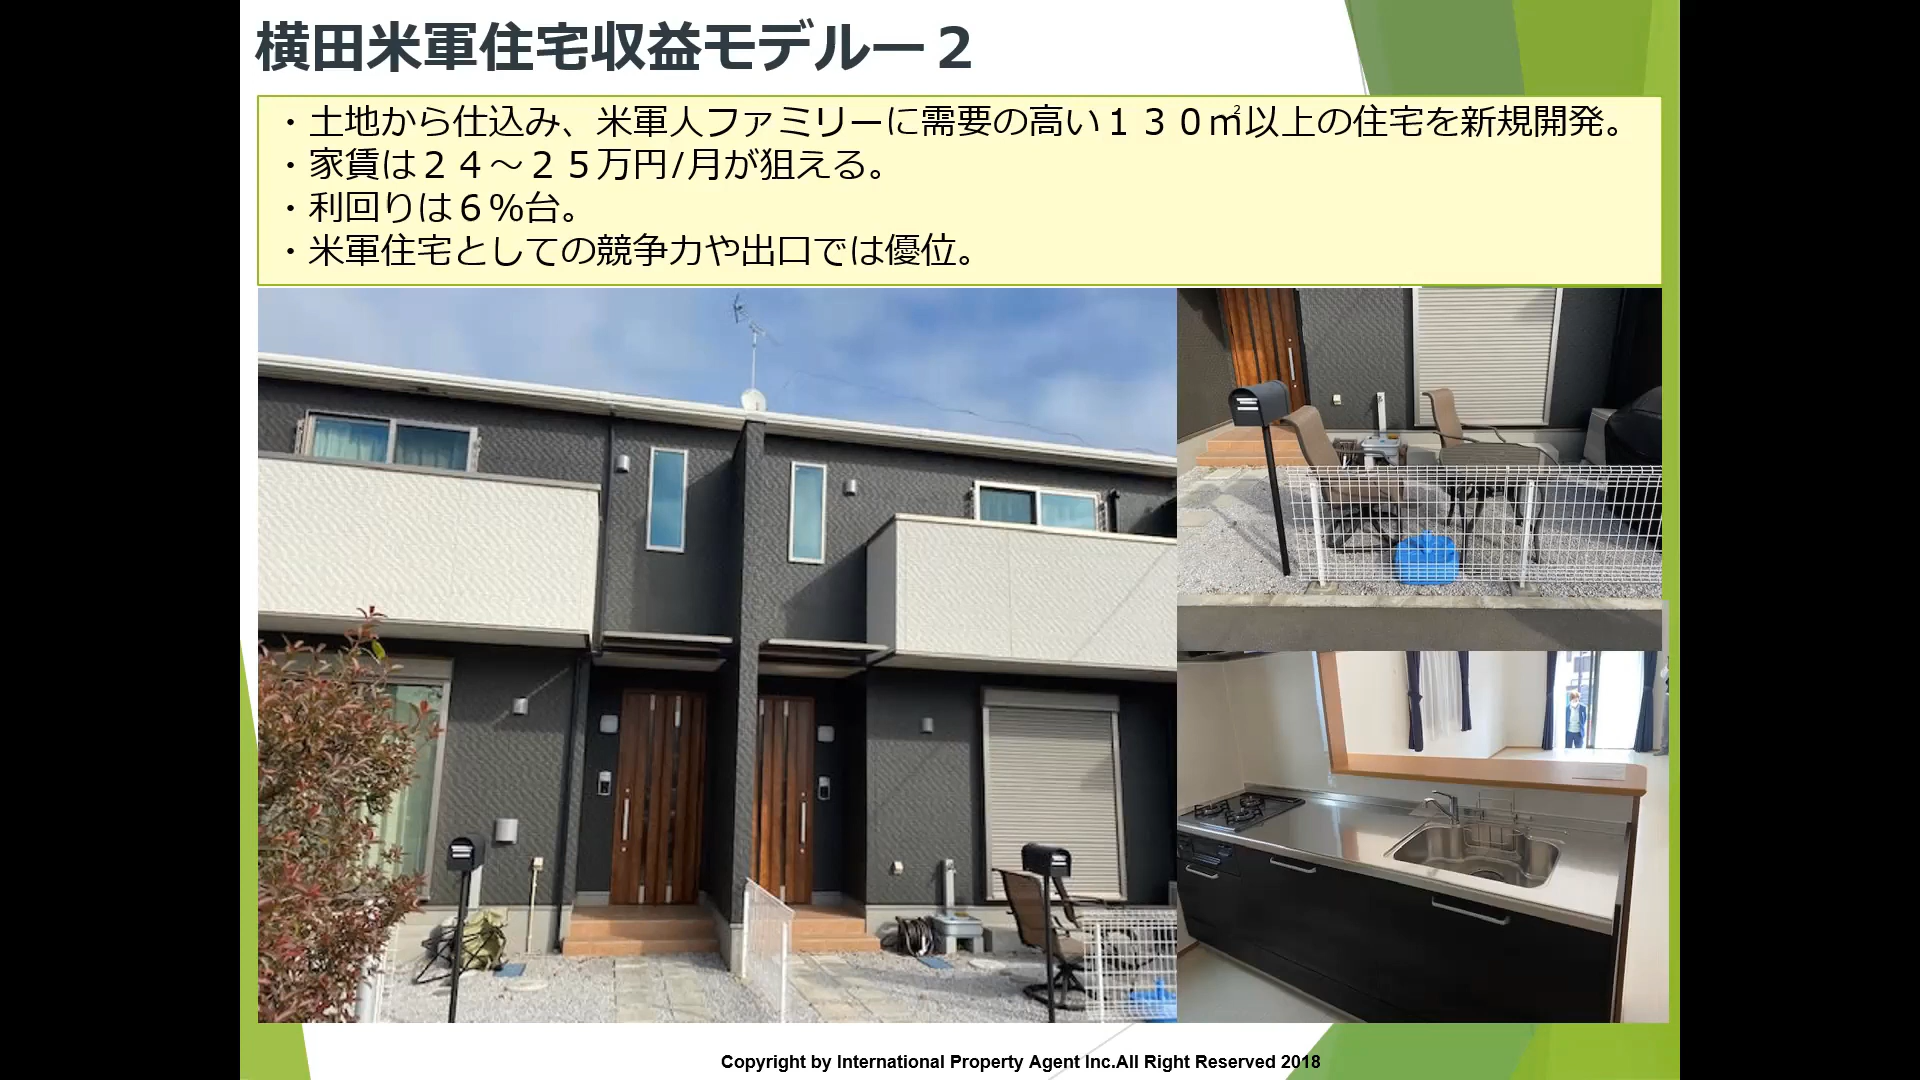 横田米軍住宅収益モデルー２
・土地から仕込み、米軍人ファミリーに需要の高い１３０㎡以上の住宅を新規開発。
・家賃は２４～２５万円/月が狙える。
・利回りは６％台。
・米軍住宅としての競争力や出口では優位。
Copyright by International Property Agent Inc.All Right Reserved 2018